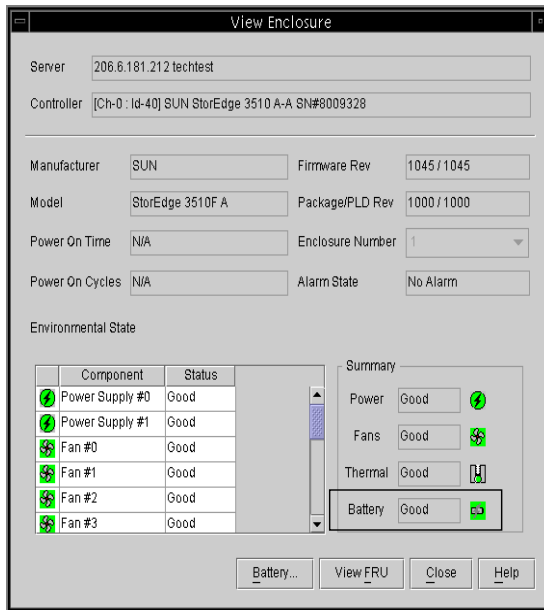 View Enclosure
Server 206.6.181.212 techtest
Controller [Ch-0 : Id-40] SUN StorEdge 3510 A-A SN#8009328
Manufacturer SUN Firmware Rev 1045 / 1045
Model StorEdge 3510F A Package/PLD Rev 1000 / 1000
Power On Time N/A Enclosure Number 1
Power On Cycles N/A Alarm State No Alarm
Environmental State
Component Status
Power Supply #0 Good
Power Supply #1 Good
Fan #0 Good
Fan #1 Good
Fan #2 Good
Fan #3 Good
Summary
Power Good
Fans Good
Thermal Good
Battery Good
Battery... View FRU Close Help